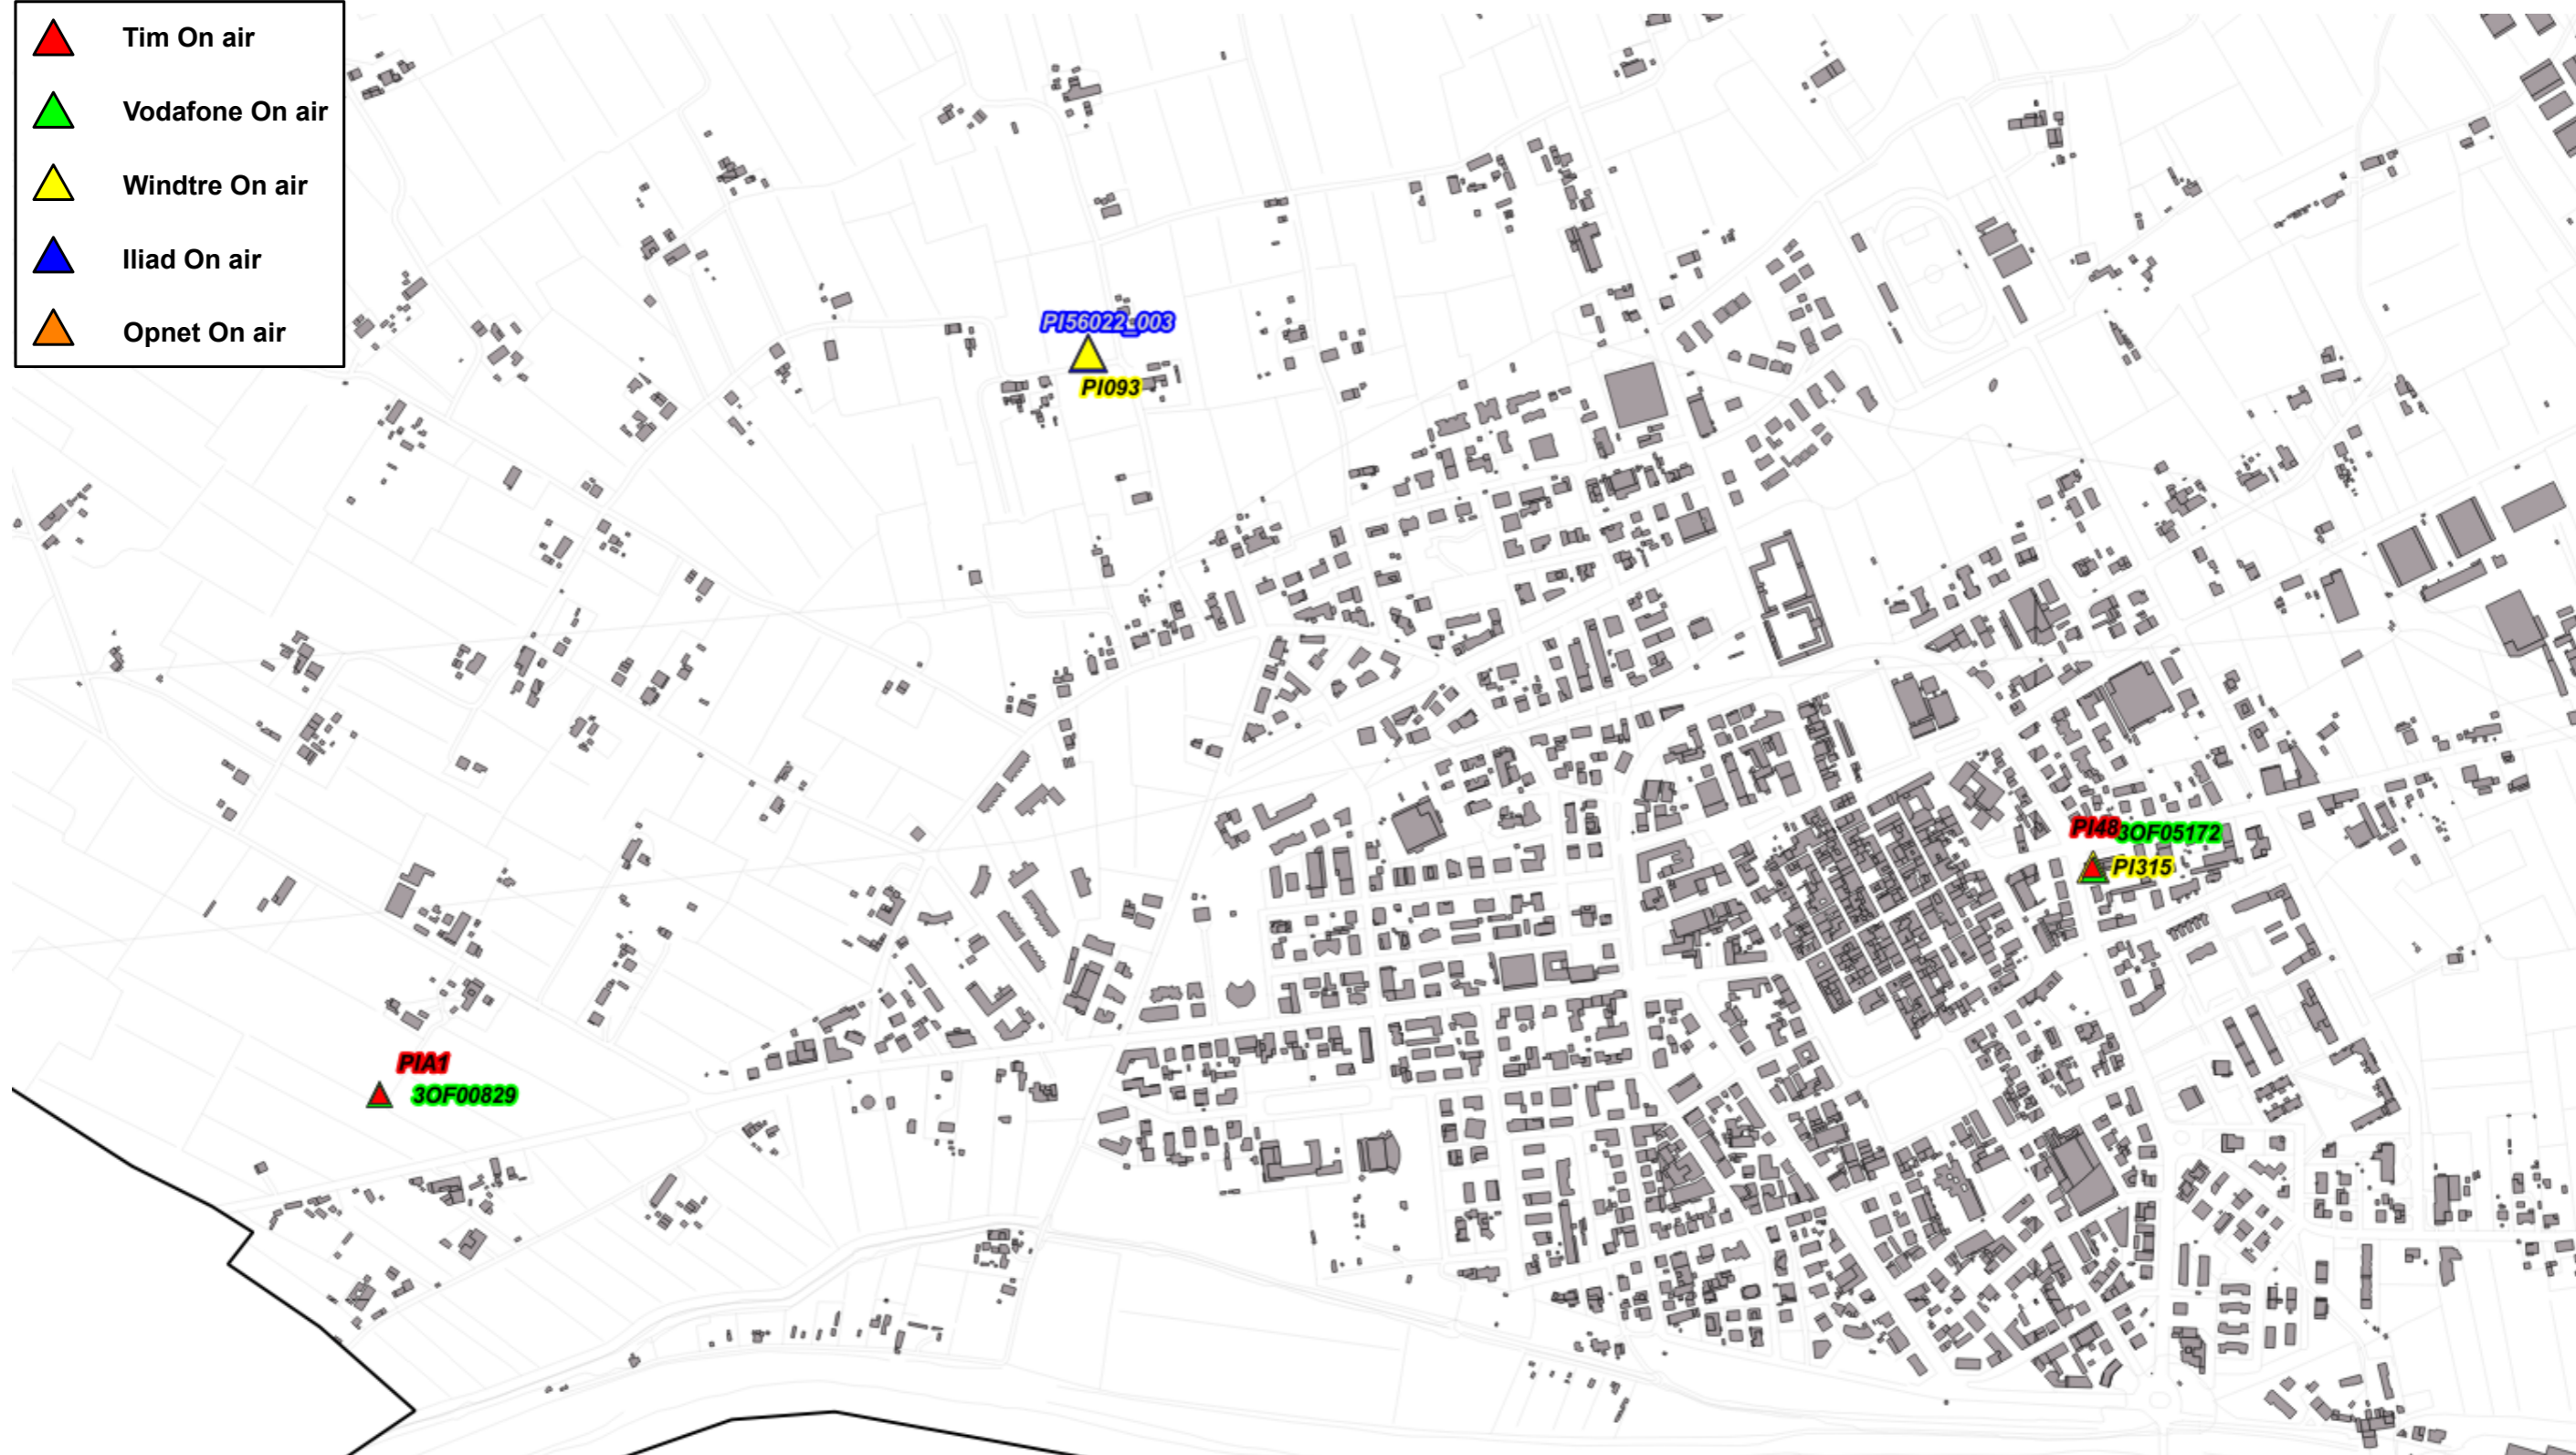 Tim On air
Vodafone On air
Windtre On air
Iliad On air
Opnet On air
PI56022_003
PI093
PI48
3OF05172
PI315
PIA1
3OF00829